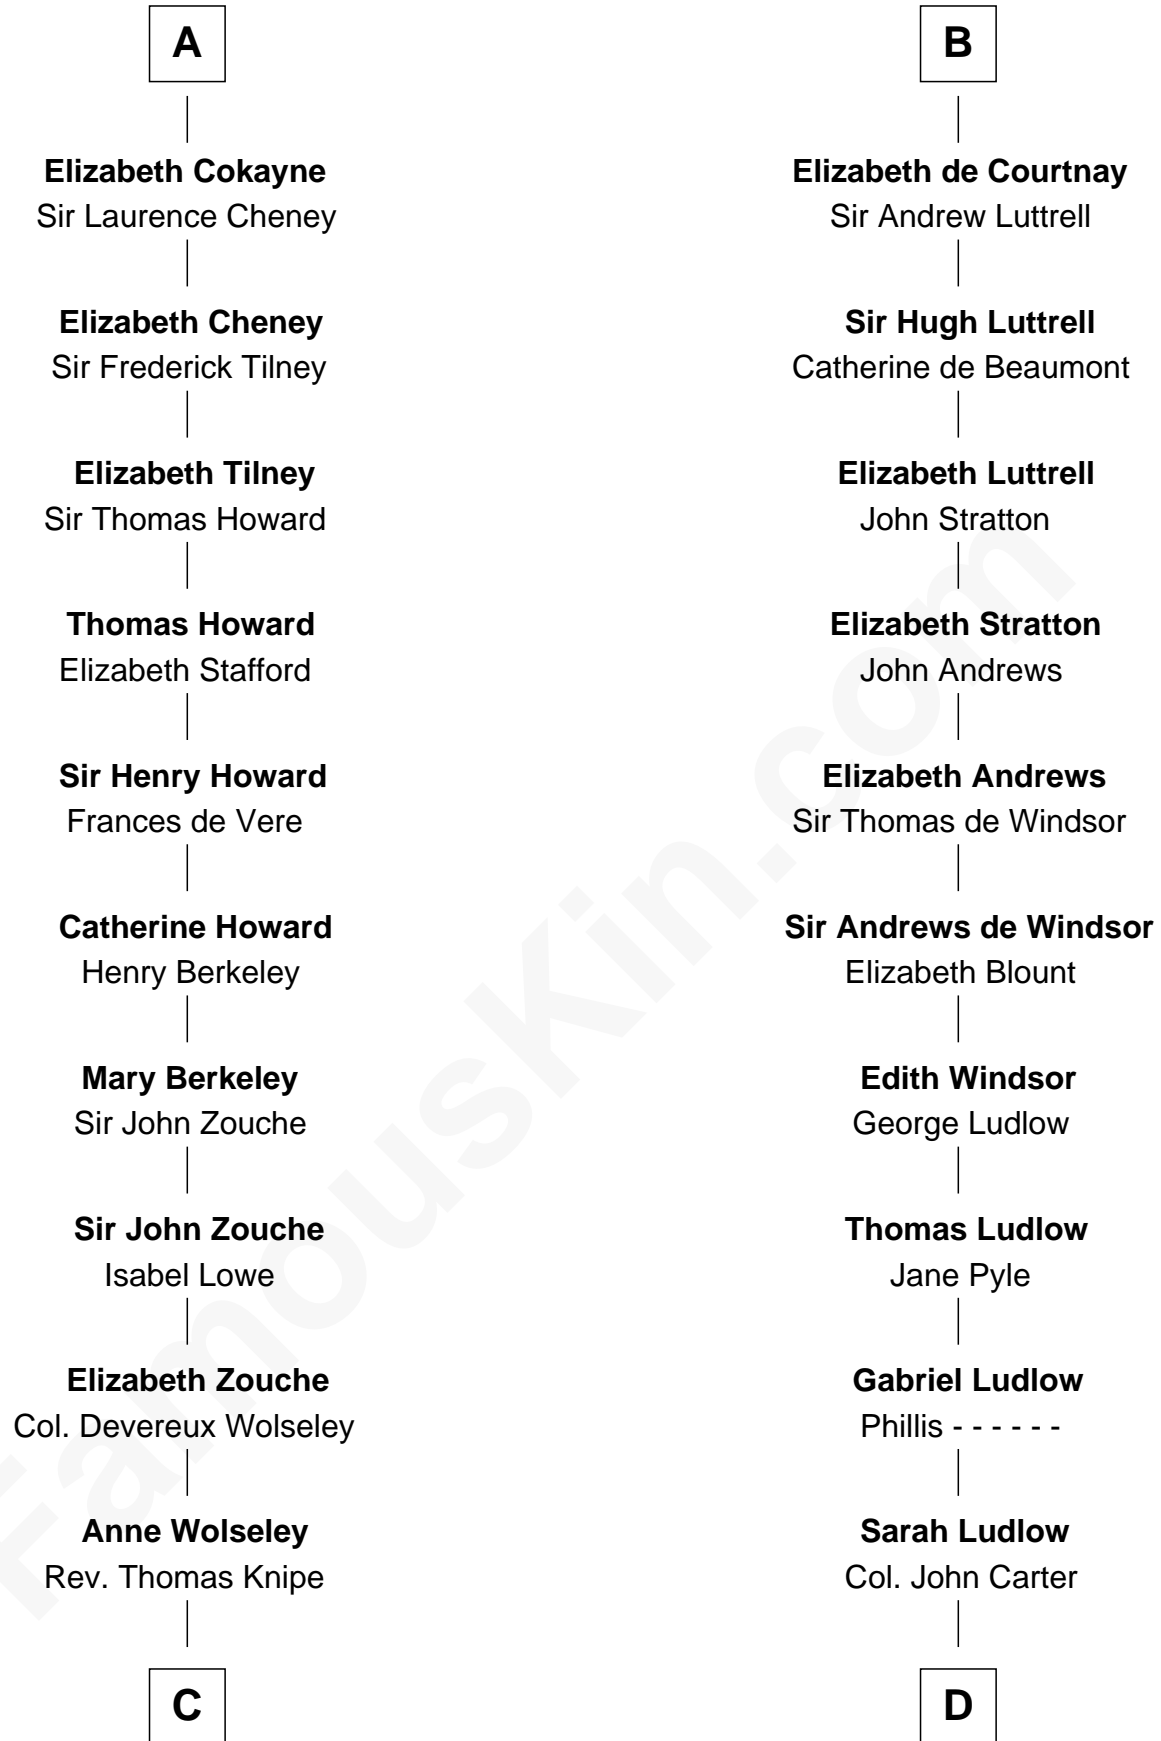 A
Elizabeth Cokayne
Sir Laurence Cheney
Elizabeth Cheney
Sir Frederick Tilney
Elizabeth Tilney
Sir Thomas Howard
Thomas Howard
Elizabeth Stafford
Sir Henry Howard
Frances de Vere
Catherine Howard
Henry Berkeley
Mary Berkeley
Sir John Zouche
Sir John Zouche
Isabel Lowe
Elizabeth Zouche
Col. Devereux Wolseley
Anne Wolseley
Rev. Thomas Knipe
C
B
Elizabeth de Courtnay
Sir Andrew Luttrell
Sir Hugh Luttrell
Catherine de Beaumont
Elizabeth Luttrell
John Stratton
Elizabeth Stratton
John Andrews
Elizabeth Andrews
Sir Thomas de Windsor
Sir Andrews de Windsor
Elizabeth Blount
Edith Windsor
George Ludlow
Thomas Ludlow
Jane Pyle
Gabriel Ludlow
Phillis - - - - - -
Sarah Ludlow
Col. John Carter
D
FamousKin.com